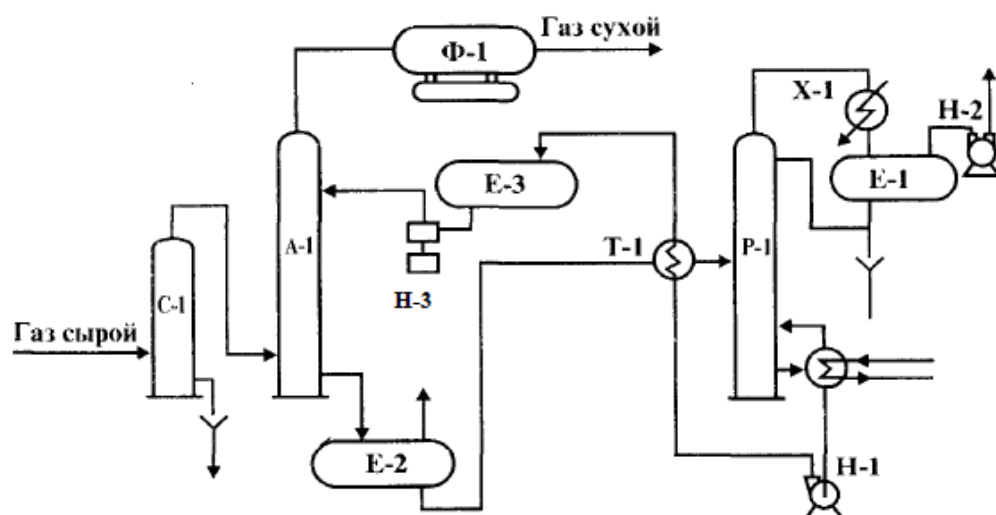 Газ сухой
Ф-1
Х-1
Н-2
Е-3
Е-1
А-1
Т-1
Р-1
С-1
Н-3
Газ сырой
Е-2
Н-1